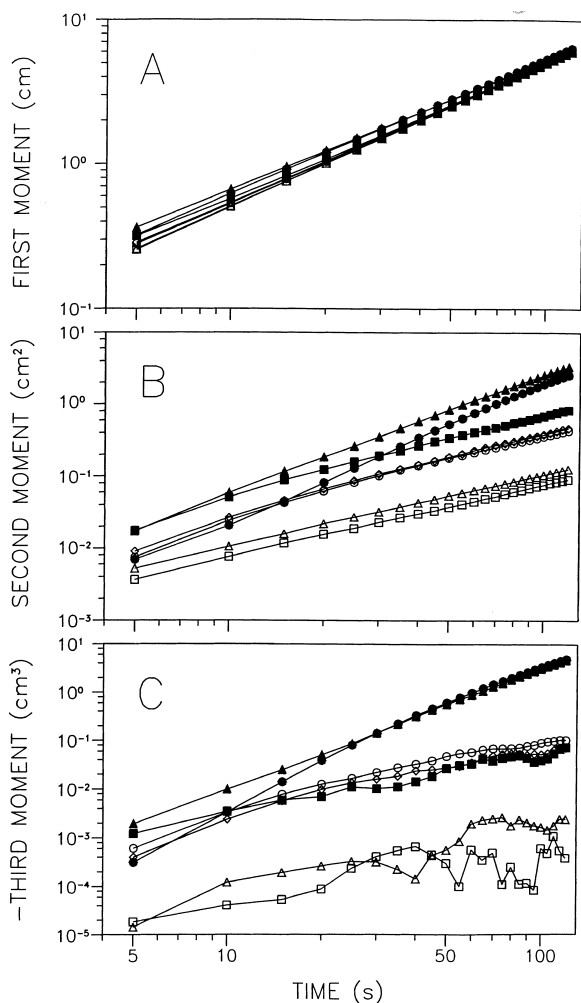 A
FIRST MOMENT (cm)
10¹
10⁰
10⁻¹
B
SECOND MOMENT (cm²)
10¹
10⁰
10⁻¹
10⁻²
10⁻³
C
−THIRD MOMENT (cm³)
10¹
10⁰
10⁻¹
10⁻²
10⁻³
10⁻⁴
10⁻⁵
5 10 20 50 100
TIME (s)